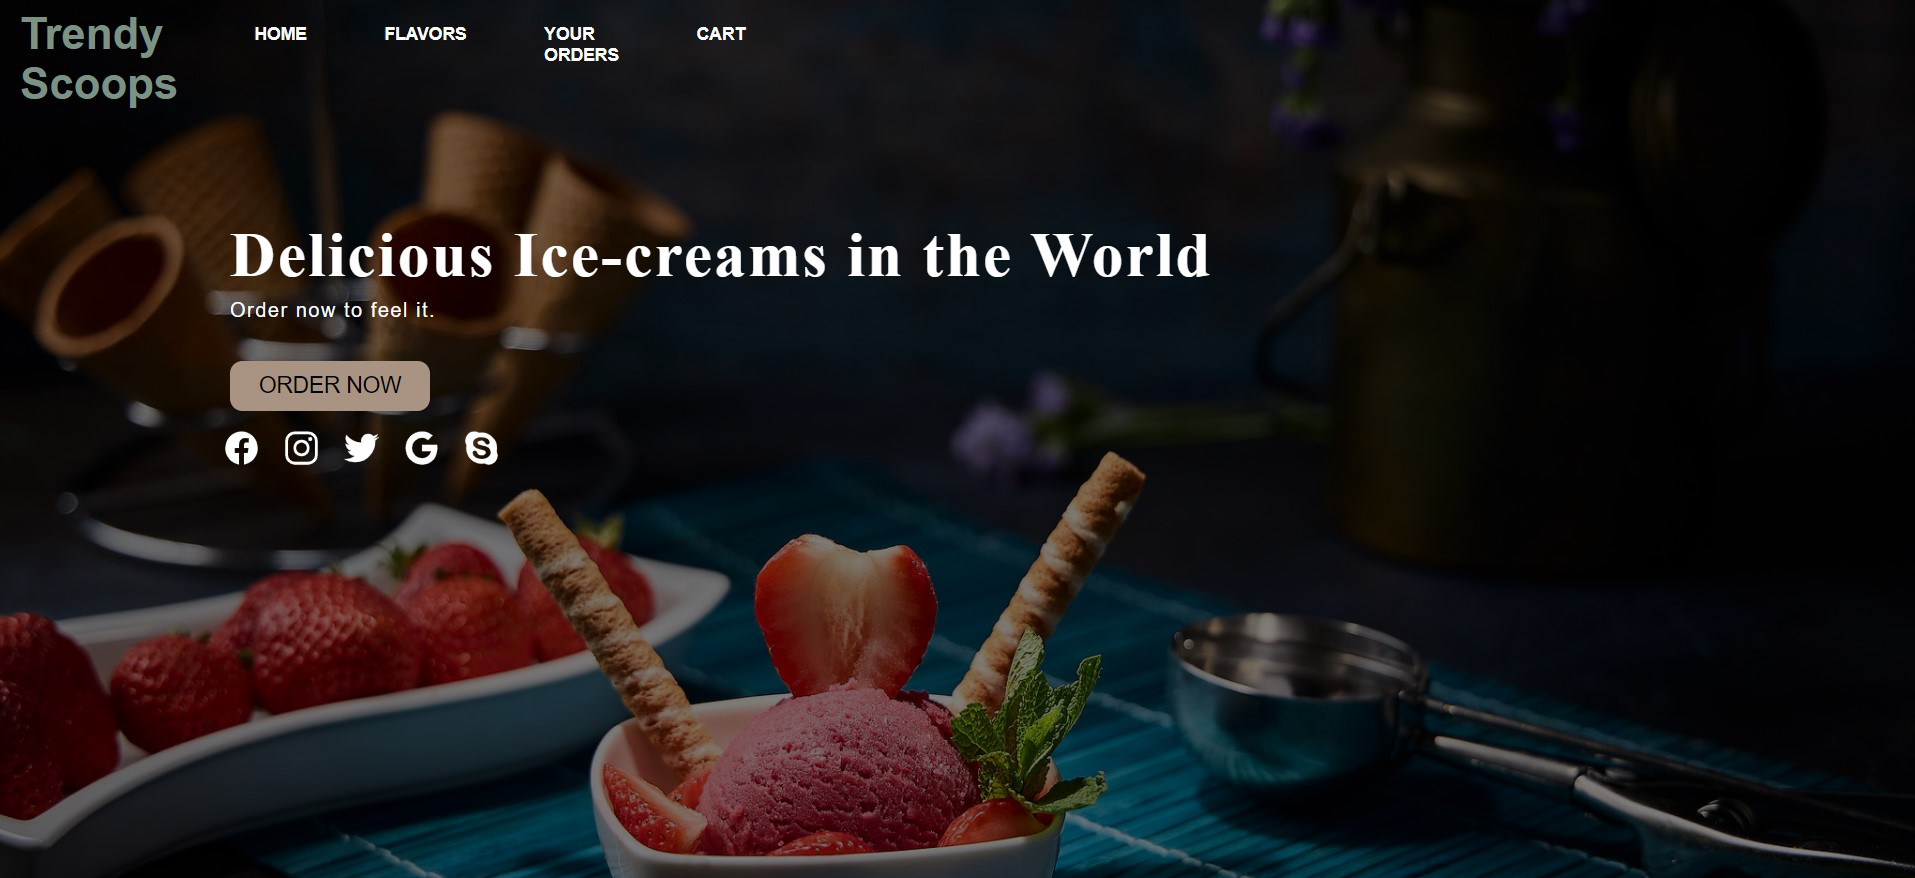 Trendy
Scoops
HOME
FLAVORS
YOUR
ORDERS
CART
Delicious Ice-creams in the World
Order now to feel it.
ORDER NOW